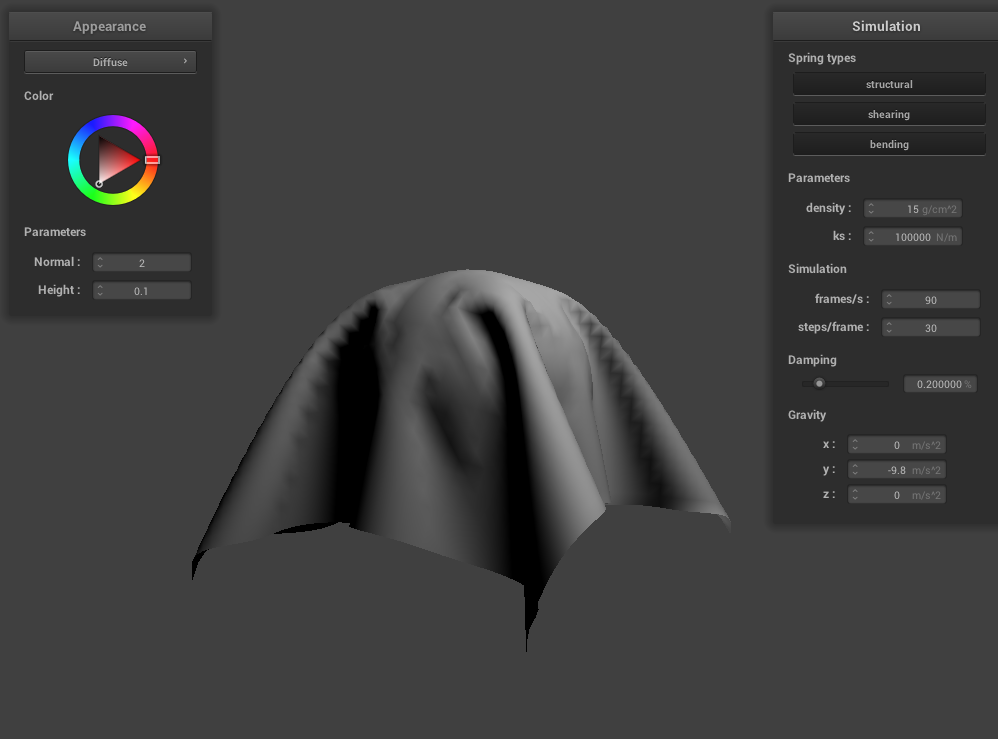 Appearance
Diffuse
Color
Parameters
Normal : 2
Height : 0.1
Simulation
Spring types
structural
shearing
bending
Parameters
density : 15 g/cm^2
ks : 100000 N/m
Simulation
frames/s : 90
steps/frame : 30
Damping
0.200000 %
Gravity
x : 0 m/s^2
y : -9.8 m/s^2
z : 0 m/s^2